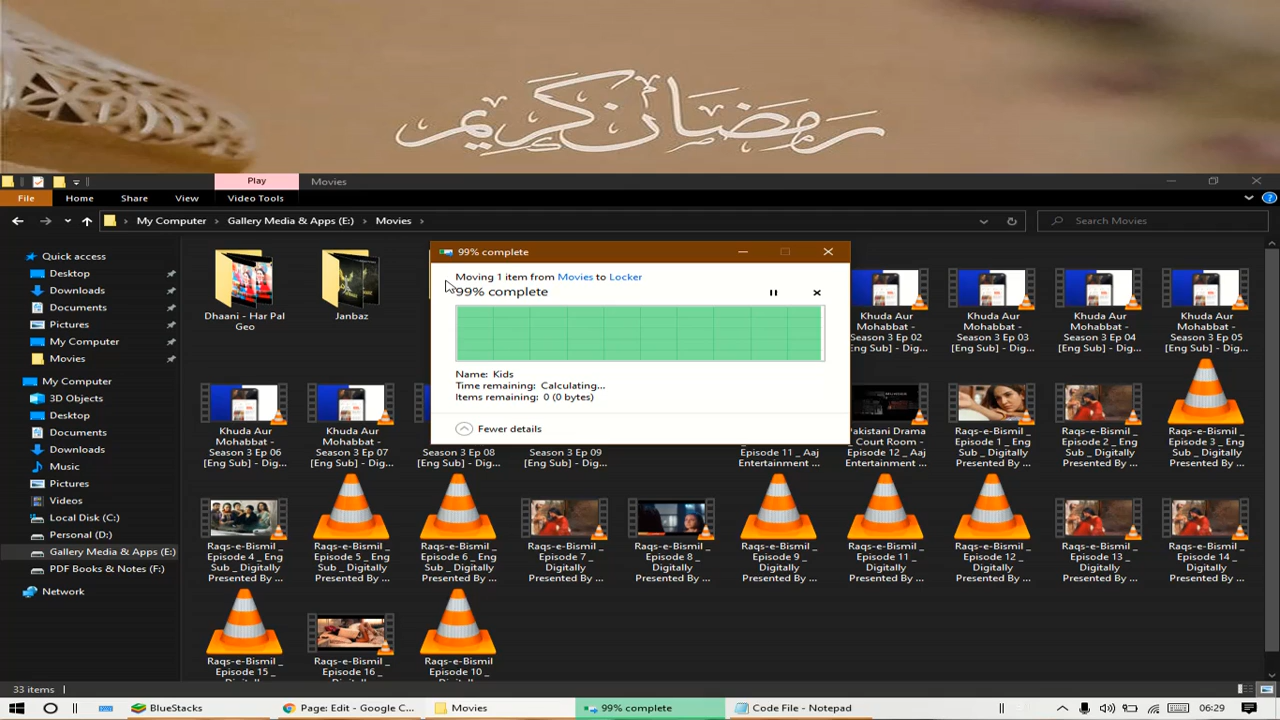 رمضان كريم
Play
Movies
File
Home
Share
View
Video Tools
My Computer
Gallery Media & Apps (E:)
Movies
Search Movies
Quick access
Desktop
Downloads
Documents
Pictures
My Computer
Movies
My Computer
3D Objects
Desktop
Documents
Downloads
Music
Pictures
Videos
Local Disk (C:)
Personal (D:)
Gallery Media & Apps (E:)
PDF Books & Notes (F:)
Network
99% complete
Moving 1 item from Movies to Locker
99% complete
Name: Kids
Time remaining: Calculating...
Items remaining: 0 (0 bytes)
Fewer details
Dhaani - Har Pal
Geo
Janbaz
Khuda Aur
Mohabbat -
Season 3 Ep 02
[Eng Sub] - Dig...
Khuda Aur
Mohabbat -
Season 3 Ep 03
[Eng Sub] - Dig...
Khuda Aur
Mohabbat -
Season 3 Ep 04
[Eng Sub] - Dig...
Khuda Aur
Mohabbat -
Season 3 Ep 05
[Eng Sub] - Dig...
Khuda Aur
Mohabbat -
Season 3 Ep 06
[Eng Sub] - Dig...
Khuda Aur
Mohabbat -
Season 3 Ep 07
[Eng Sub] - Dig...
Season 3 Ep 08
[Eng Sub] - Dig...
Season 3 Ep 09
[Eng Sub] - Dig...
Episode 11 _ Aaj
Entertainment ...
Pakistani Drama
_ Court Room -
Episode 12 _ Aaj
Entertainment ...
Raqs-e-Bismil _
Episode 1 _ Eng
Sub _ Digitally
Presented By ...
Raqs-e-Bismil _
Episode 2 _ Eng
Sub _ Digitally
Presented By ...
Raqs-e-Bismil _
Episode 3 _ Eng
Sub _ Digitally
Presented By ...
Raqs-e-Bismil _
Episode 4 _ Eng
Sub _ Digitally
Presented By ...
Raqs-e-Bismil _
Episode 5 _ Eng
Sub _ Digitally
Presented By ...
Raqs-e-Bismil _
Episode 6 _ Eng
Sub _ Digitally
Presented By ...
Raqs-e-Bismil _
Episode 7 _
Digitally
Presented By ...
Raqs-e-Bismil _
Episode 8 _
Digitally
Presented By ...
Raqs-e-Bismil _
Episode 9 _
Digitally
Presented By ...
Raqs-e-Bismil _
Episode 11 _
Digitally
Presented By ...
Raqs-e-Bismil _
Episode 12 _
Digitally
Presented By ...
Raqs-e-Bismil _
Episode 13 _
Digitally
Presented By ...
Raqs-e-Bismil _
Episode 14 _
Digitally
Presented By ...
Raqs-e-Bismil _
Episode 15 _
Raqs-e-Bismil _
Episode 16 _
Raqs-e-Bismil _
Episode 10 _
33 items
BlueStacks
Page: Edit - Google C...
Movies
99% complete
Code File - Notepad
06:29